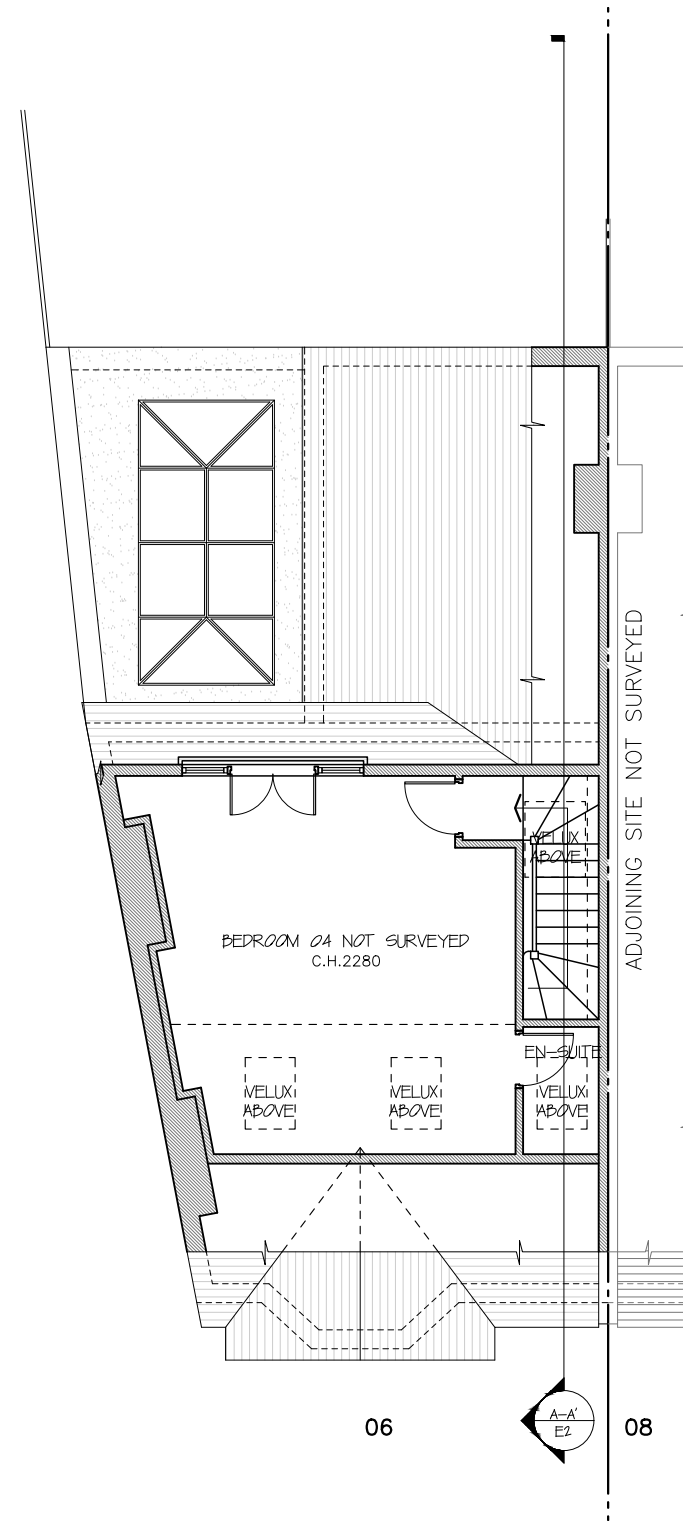 ADJOINING SITE NOT SURVEYED
VELUX
ABOVE
BEDROOM 04 NOT SURVEYED
C.H.2280
EN-SUITE
VELUX
ABOVE
VELUX
ABOVE
VELUX
ABOVE
06
A-A'
E2
08